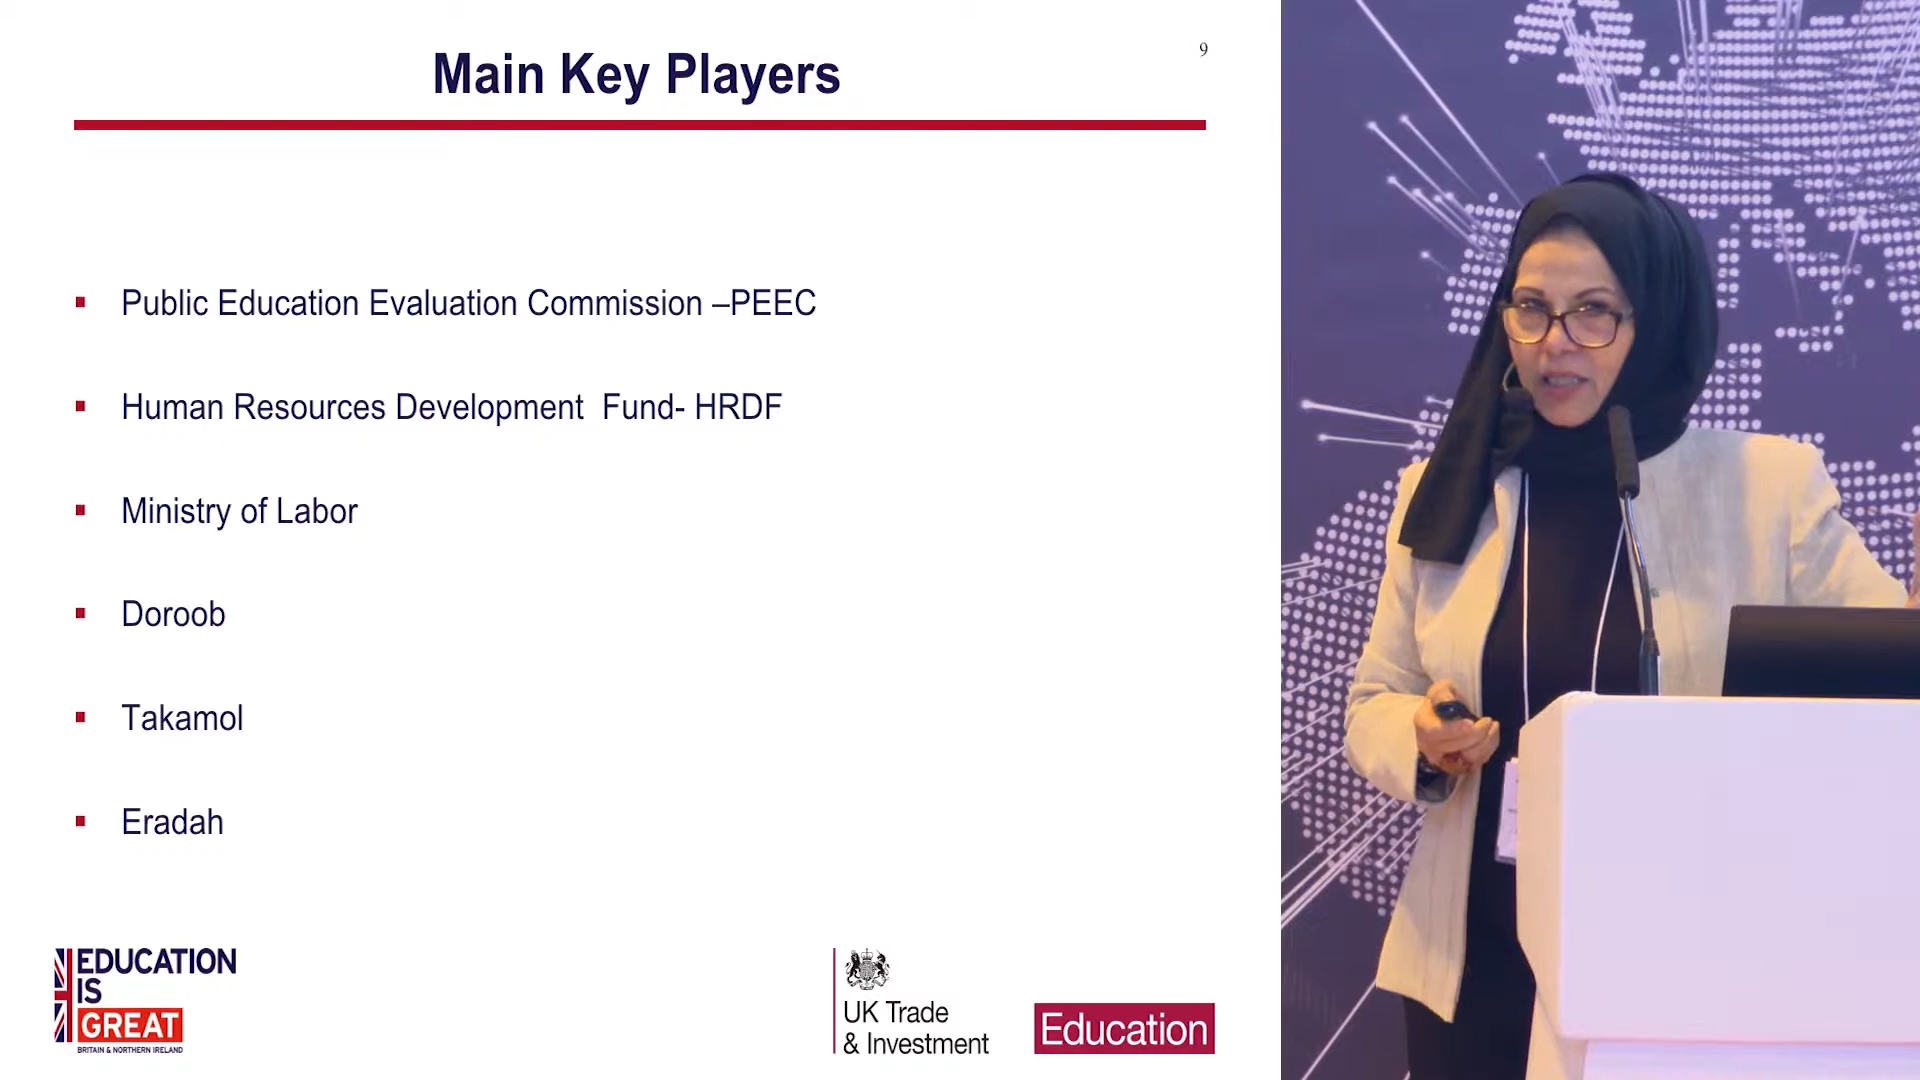 Main Key Players
9
Public Education Evaluation Commission –PEEC
Human Resources Development  Fund- HRDF
Ministry of Labor
Doroob
Takamol
Eradah
EDUCATION
IS
GREAT
BRITAIN & NORTHERN IRELAND
UK Trade
& Investment
Education